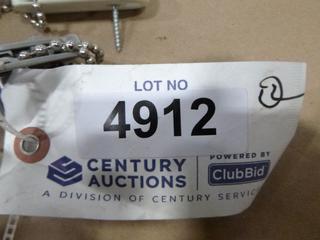 LOT NO
4912
CENTURY
AUCTIONS
POWERED BY
ClubBid
A DIVISION OF CENTURY SERVIC